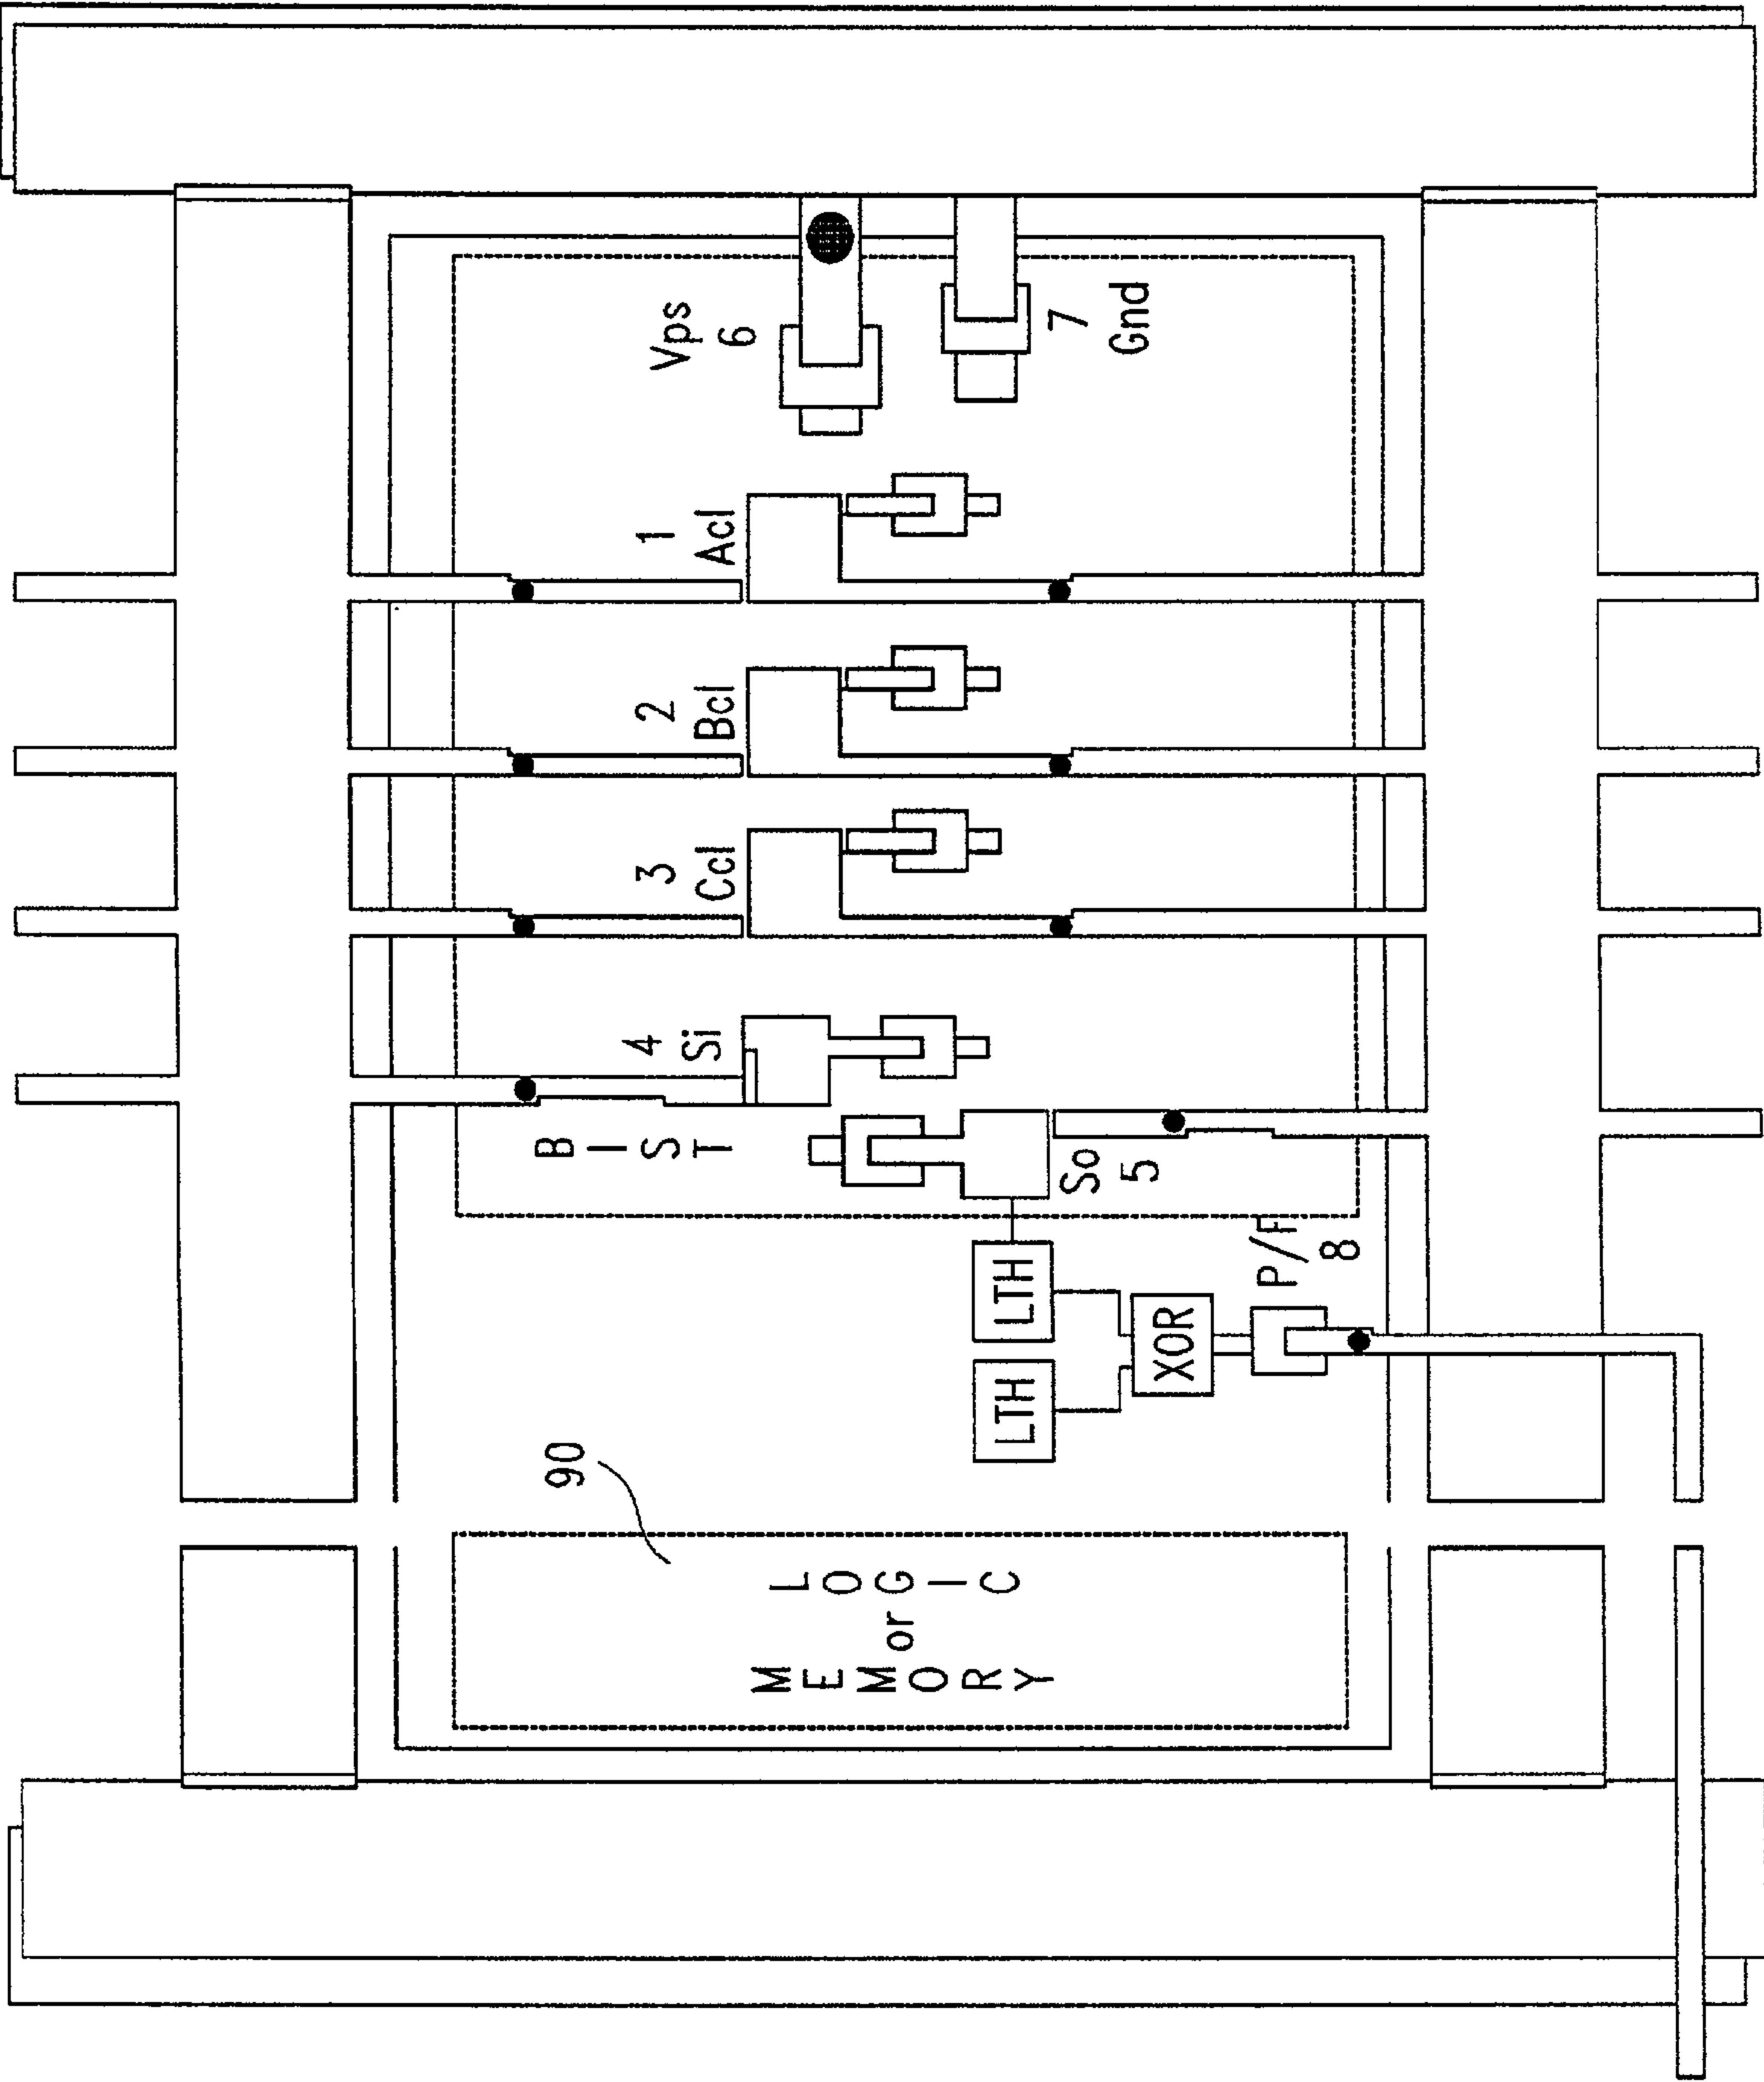 Vps
6
7
Gnd
1
Acl
2
Bcl
3
Ccl
4
Si
BIST
So
5
P/F
8
LTH
LTH
XOR
90
LOGIC
or
MEMORY